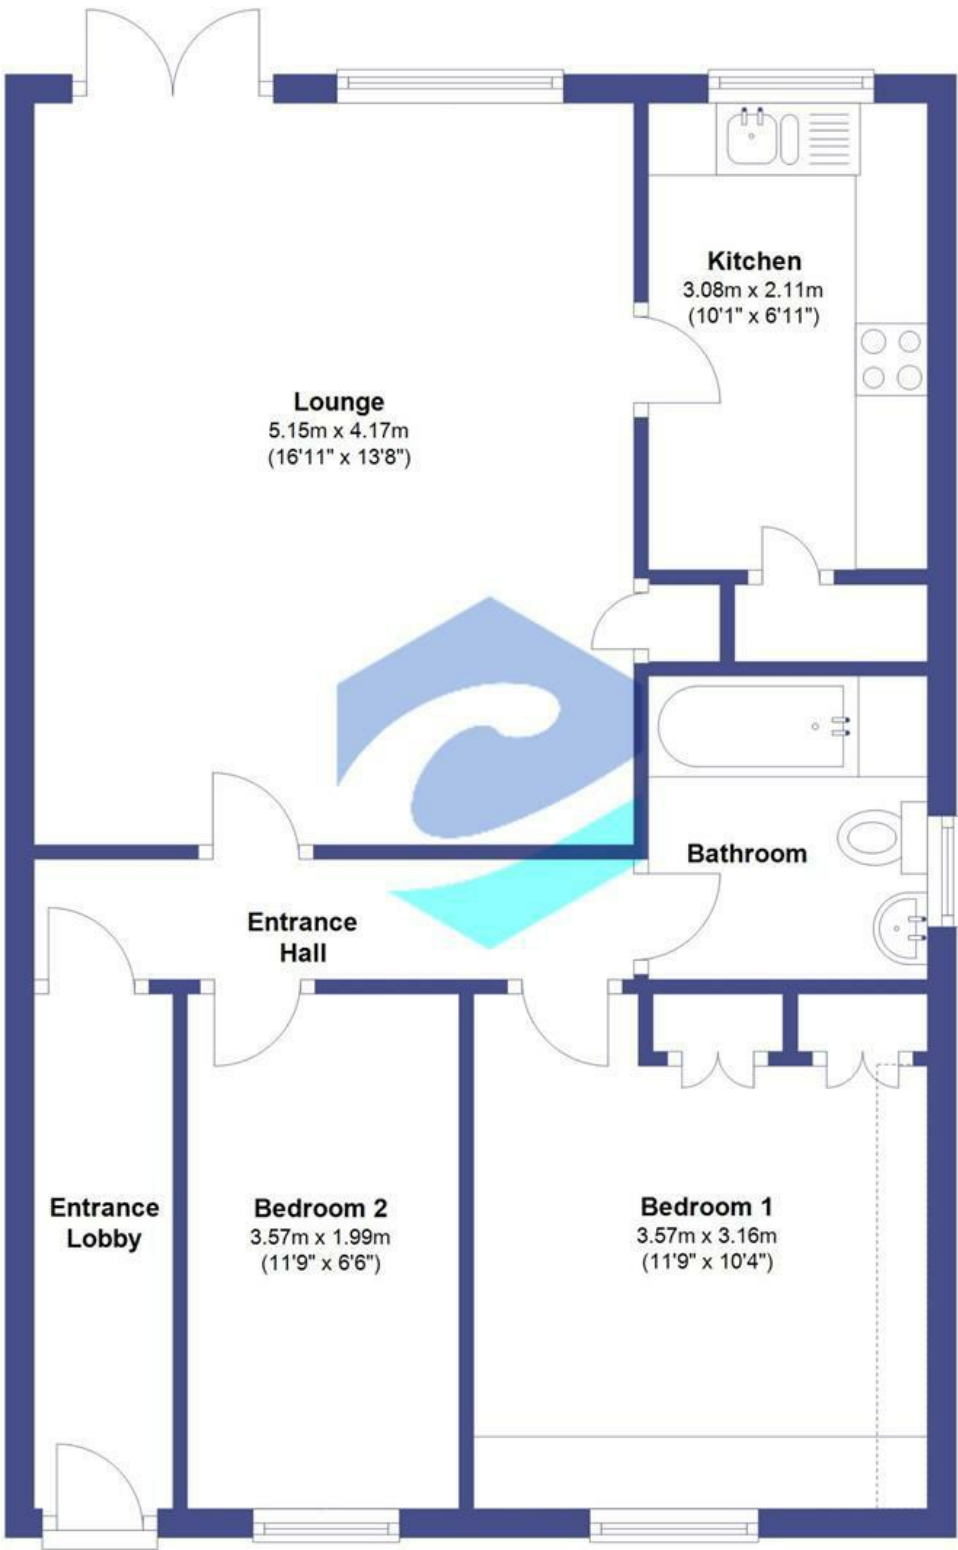 Kitchen
3.08m x 2.11m
(10'1" x 6'11")
Lounge
5.15m x 4.17m
(16'11" x 13'8")
Bathroom
Entrance
Hall
Entrance
Lobby
Bedroom 2
3.57m x 1.99m
(11'9" x 6'6")
Bedroom 1
3.57m x 3.16m
(11'9" x 10'4")